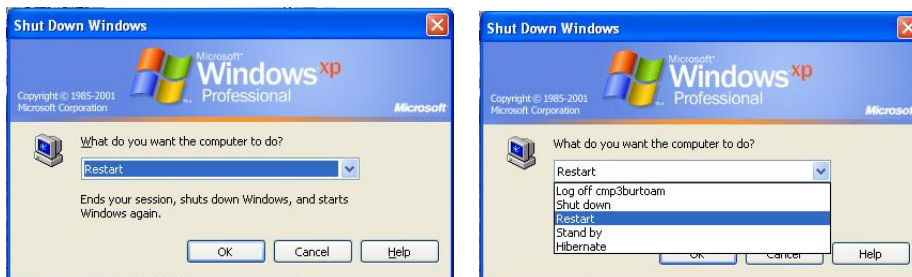 Shut Down Windows
Microsoft®
Windows xp
Professional
Copyright © 1985-2001
Microsoft Corporation
Microsoft
What do you want the computer to do?
Restart
Ends your session, shuts down Windows, and starts
Windows again.
OK Cancel Help
Shut Down Windows
Microsoft®
Windows xp
Professional
Copyright © 1985-2001
Microsoft Corporation
Microsoft
What do you want the computer to do?
Restart
Log off cmp3burtoam
Shut down
Restart
Stand by
Hibernate
OK Cancel Help